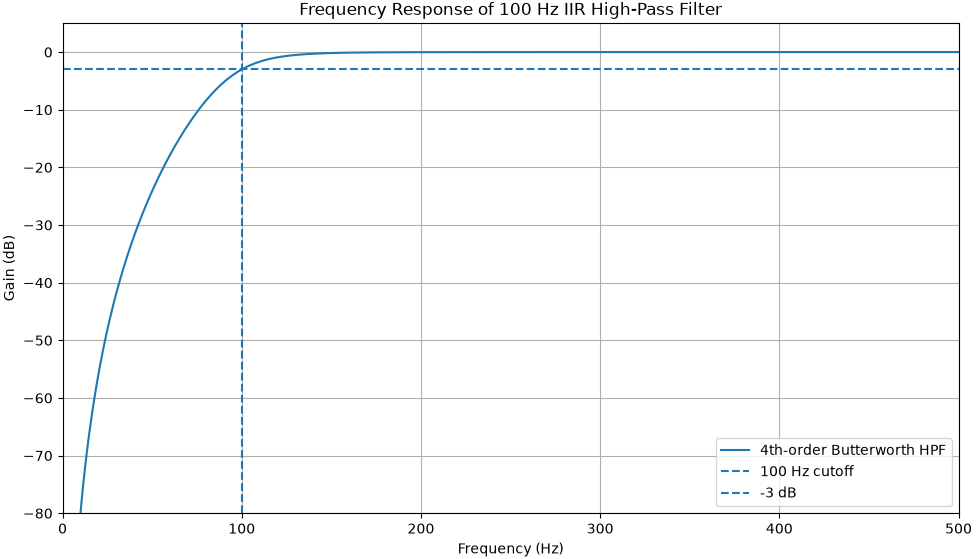 Frequency Response of 100 Hz IIR High-Pass Filter
Gain (dB)
0
−10
−20
−30
−40
−50
−60
−70
−80
4th-order Butterworth HPF
100 Hz cutoff
-3 dB
0 100 200 300 400 500
Frequency (Hz)